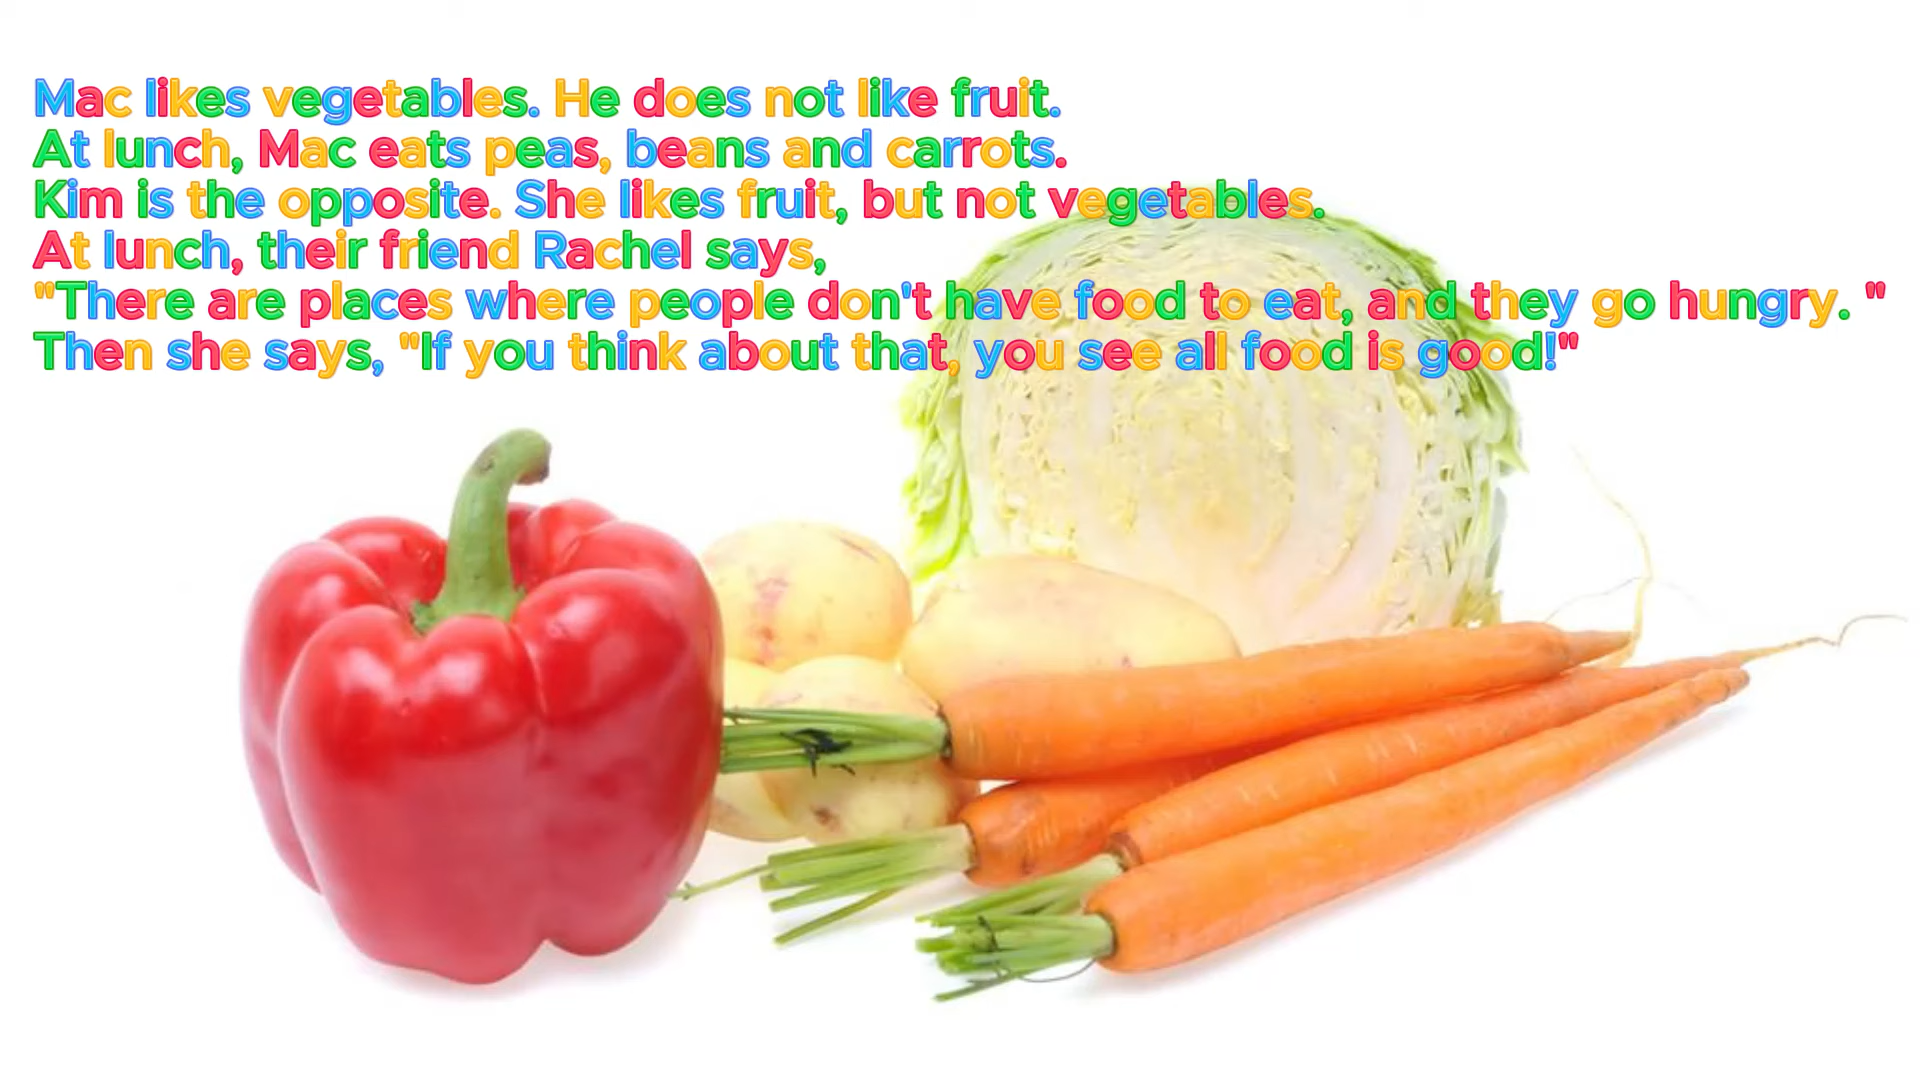 Mac likes vegetables. He does not like fruit.
At lunch, Mac eats peas, beans and carrots.
Kim is the opposite. She likes fruit, but not vegetables.
At lunch, their friend Rachel says,
"There are places where people don't have food to eat, and they go hungry. "
Then she says, "If you think about that, you see all food is good!"